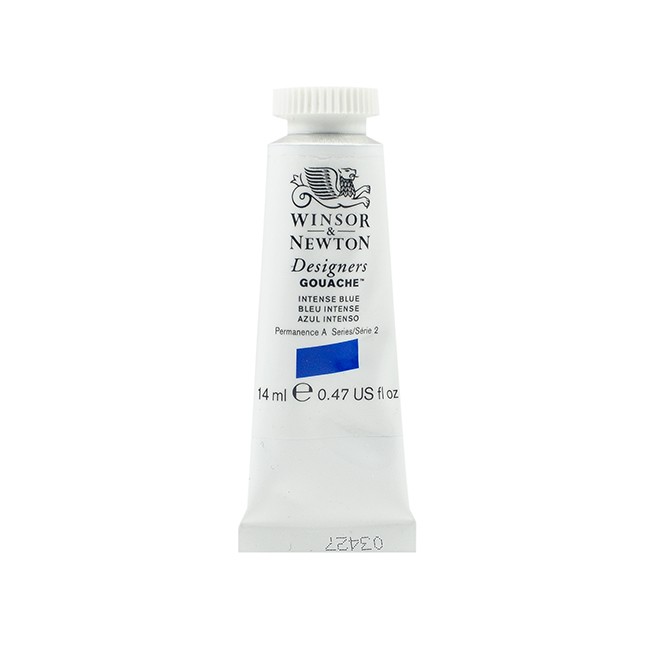 WINSOR
&
NEWTON
Designers
GOUACHE™
INTENSE BLUE
BLEU INTENSE
AZUL INTENSO
Permanence A Series/Série 2
14 ml ℮ 0.47 US fl oz
03427